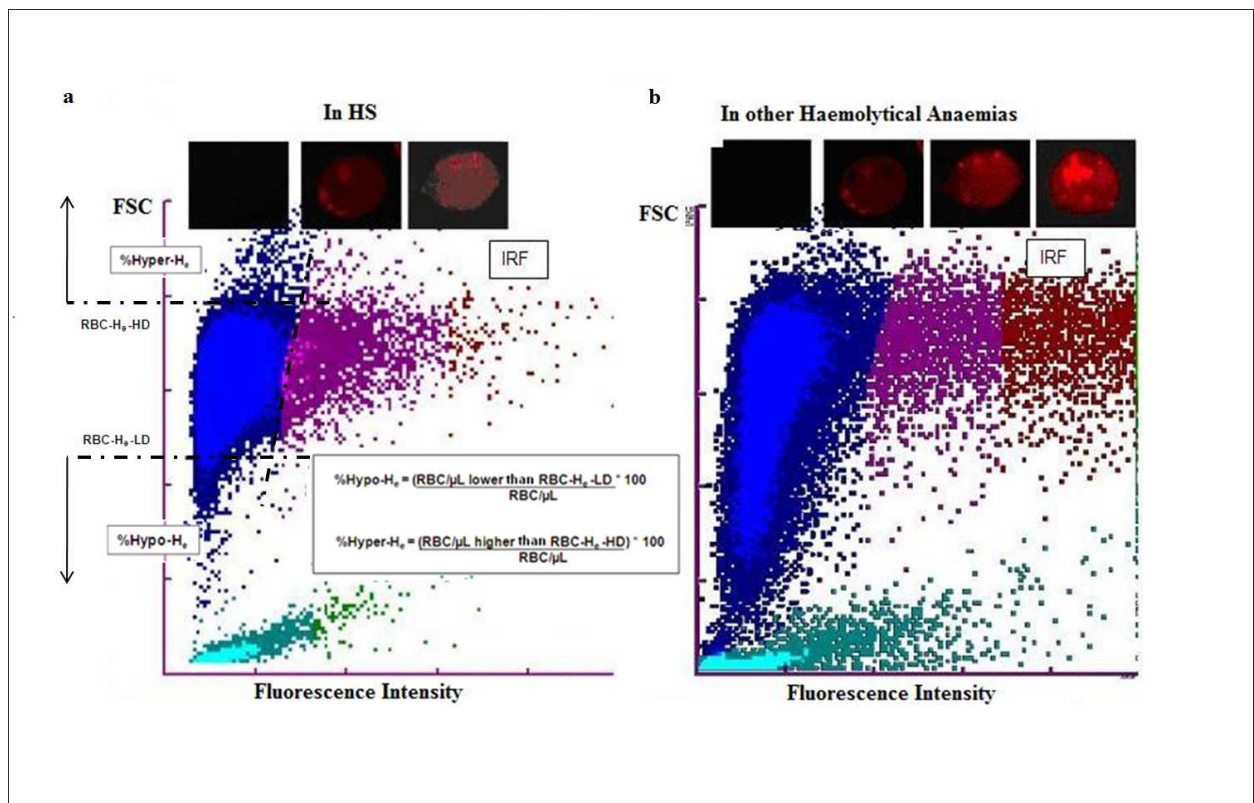 a
In HS
FSC
%Hyper-He
IRF
RBC-He-HD
RBC-He-LD
%Hypo-He
%Hypo-He = (RBC/µL lower than RBC-He-LD * 100
RBC/µL
%Hyper-He = (RBC/µL higher than RBC-He-HD) * 100
RBC/µL
Fluorescence Intensity
b
In other Haemolytical Anaemias
FSC
IRF
Fluorescence Intensity